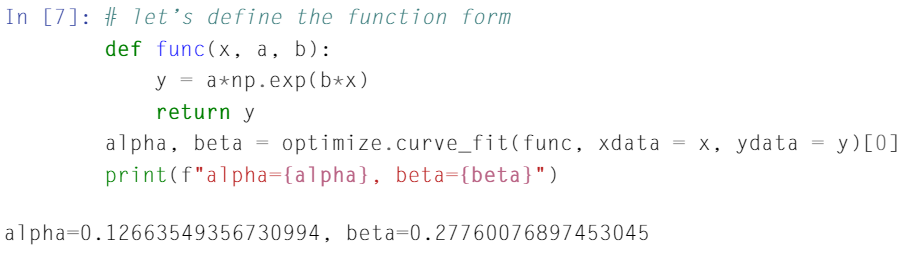 In [7]: # let's define the function form
def func(x, a, b):
y = a*np.exp(b*x)
return y
alpha, beta = optimize.curve_fit(func, xdata = x, ydata = y)[0]
print(f"alpha={alpha}, beta={beta}")
alpha=0.12663549356730994, beta=0.27760076897453045